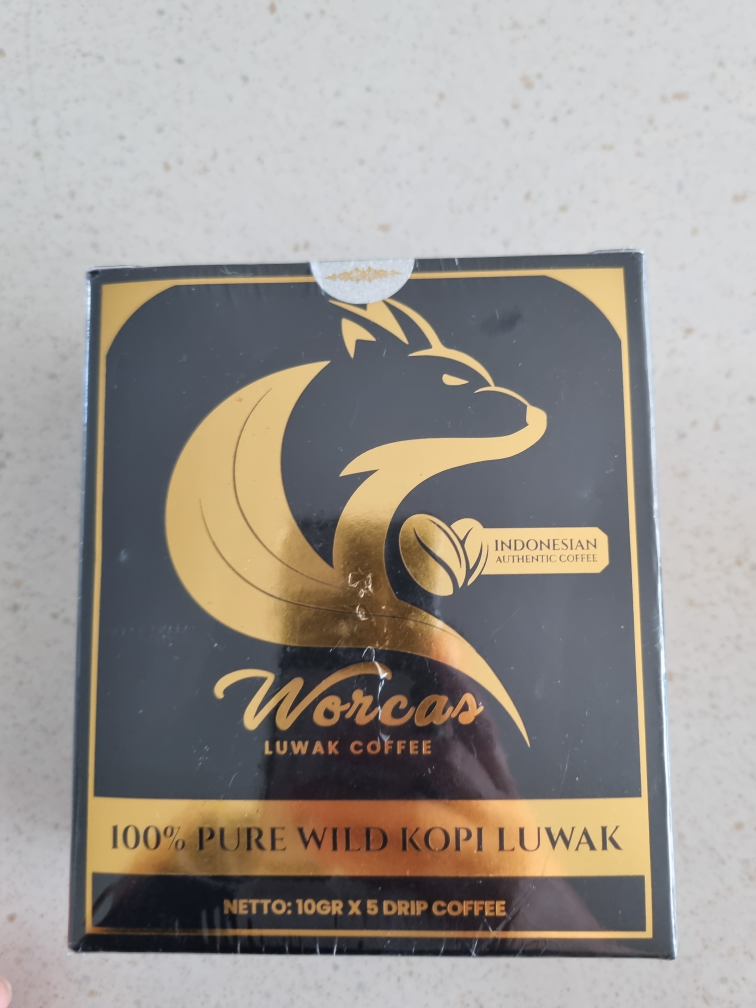 INDONESIAN
AUTHENTIC COFFEE
Worcas
LUWAK COFFEE
100% PURE WILD KOPI LUWAK
NETTO: 10GR X 5 DRIP COFFEE